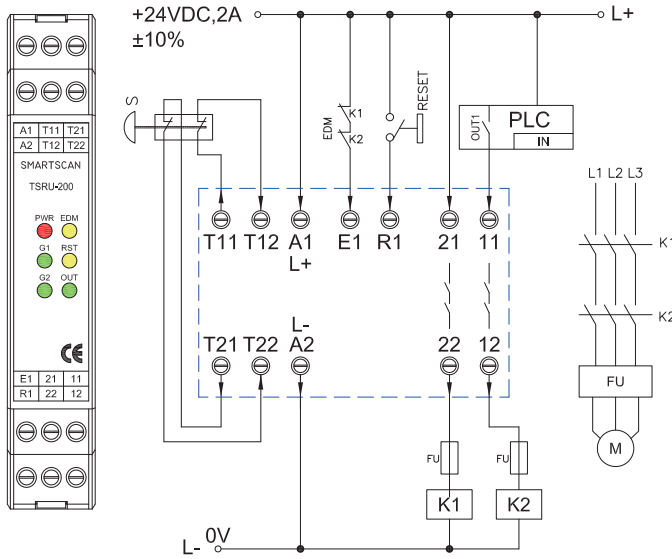 +24VDC,2A
±10%
L+
S
EDM
K1
K2
RESET
OUT1
PLC
IN
A1 T11 T21
A2 T12 T22
SMARTSCAN
TSRU-200
PWR EDM
G1 RST
G2 OUT
CE
E1 21 11
R1 22 12
T11 T12 A1 E1 R1 21 11
L+
L-
T21 T22 A2 22 12
L1 L2 L3
K1
K2
FU
M
FU FU
K1 K2
L- 0V